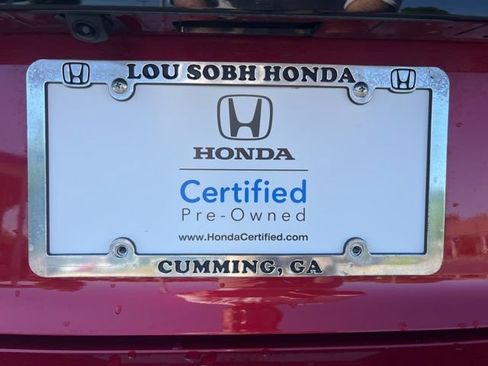 LOU SOBH HONDA
HONDA
Certified
Pre-Owned
www.HondaCertified.com
CUMMING, GA